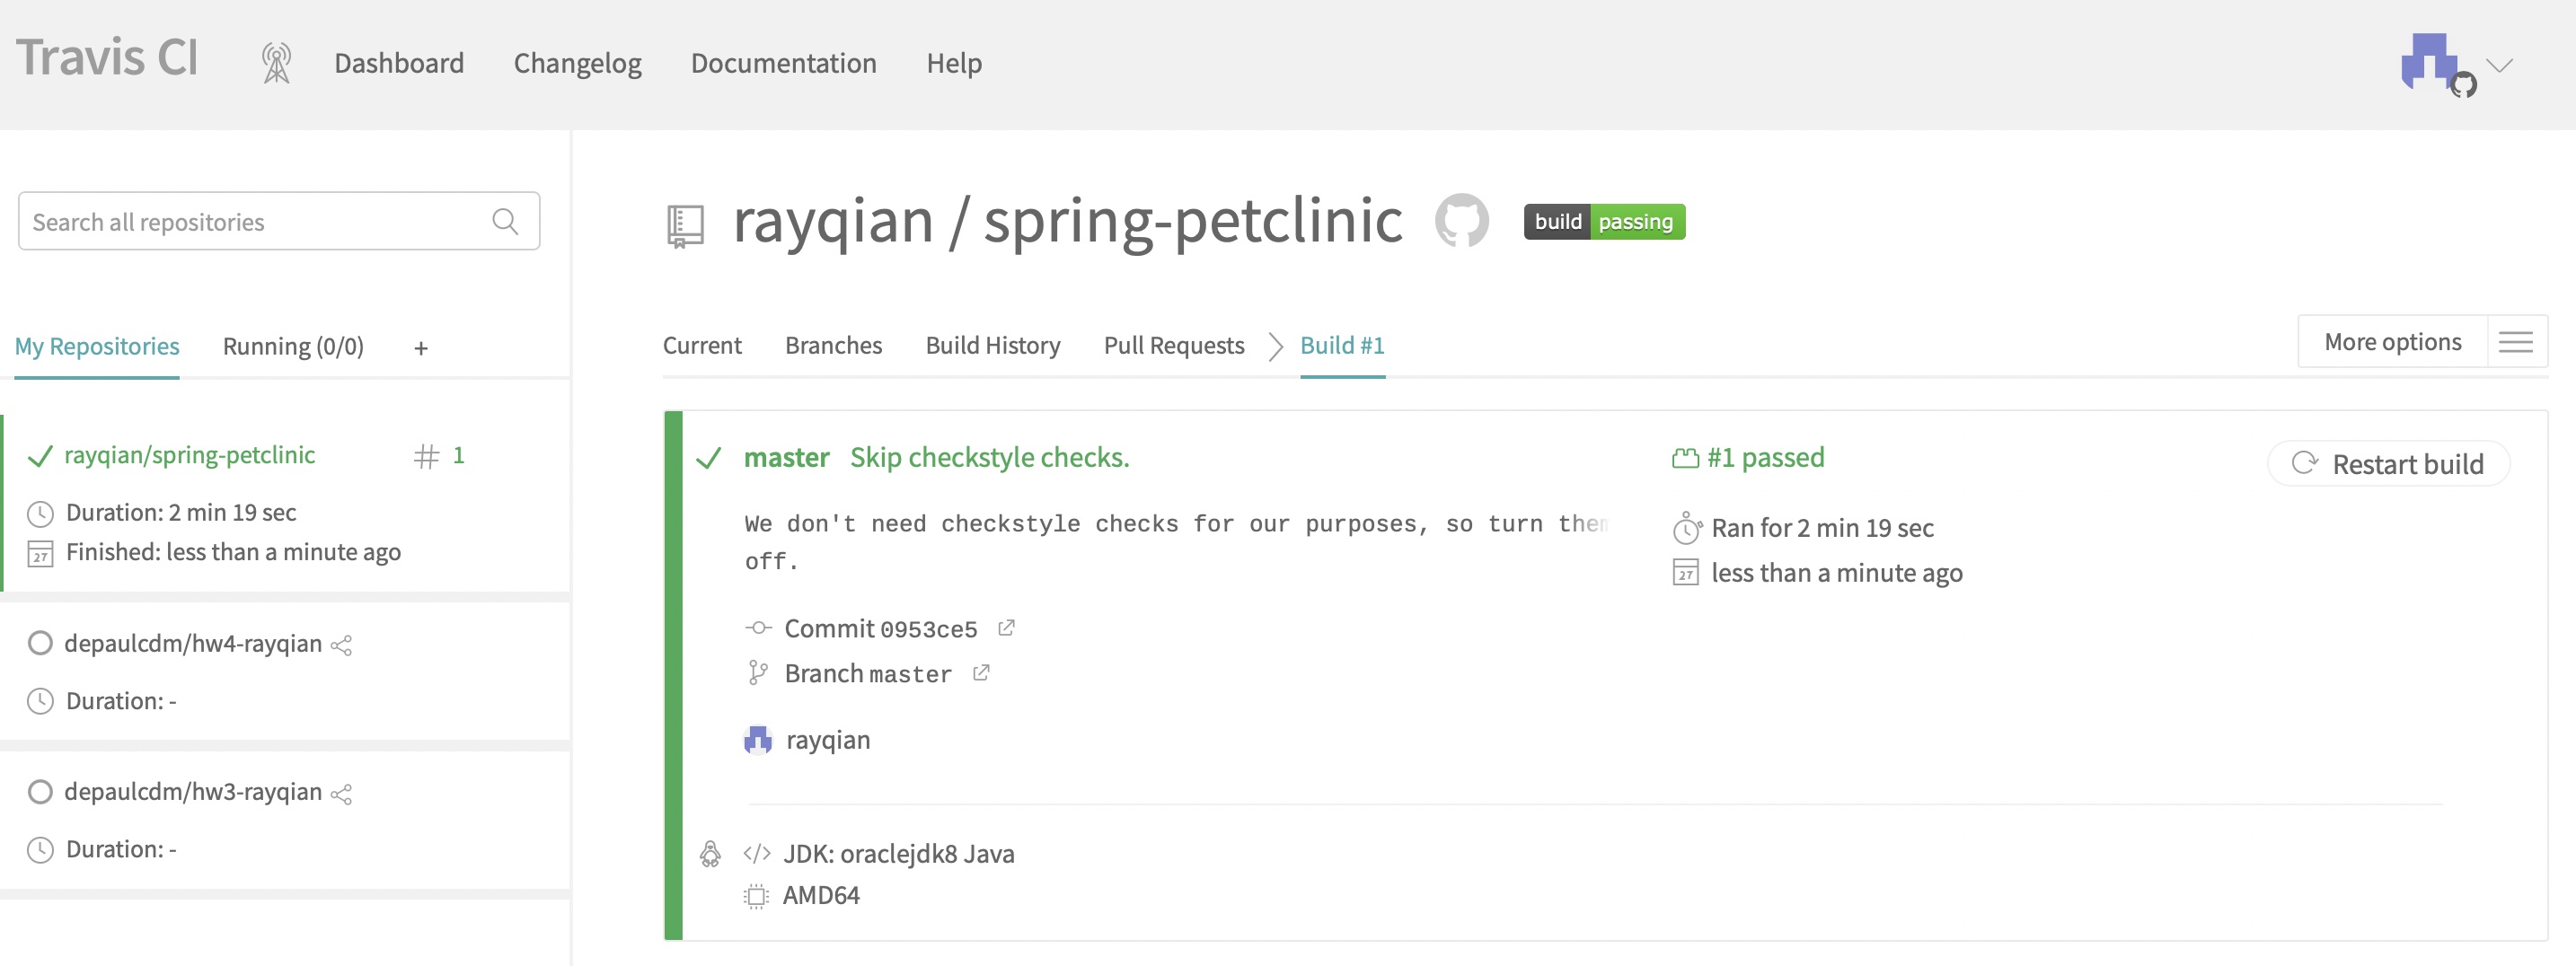 Travis CI
Dashboard
Changelog
Documentation
Help
Search all repositories
My Repositories
Running (0/0)
+
rayqian/spring-petclinic
# 1
Duration: 2 min 19 sec
27
Finished: less than a minute ago
depaulcdm/hw4-rayqian
Duration: -
depaulcdm/hw3-rayqian
Duration: -
rayqian / spring-petclinic
build passing
Current
Branches
Build History
Pull Requests
Build #1
More options
master Skip checkstyle checks.
We don't need checkstyle checks for our purposes, so turn them
off.
Commit 0953ce5
Branch master
rayqian
#1 passed
Ran for 2 min 19 sec
27
less than a minute ago
Restart build
</> JDK: oraclejdk8 Java
AMD64